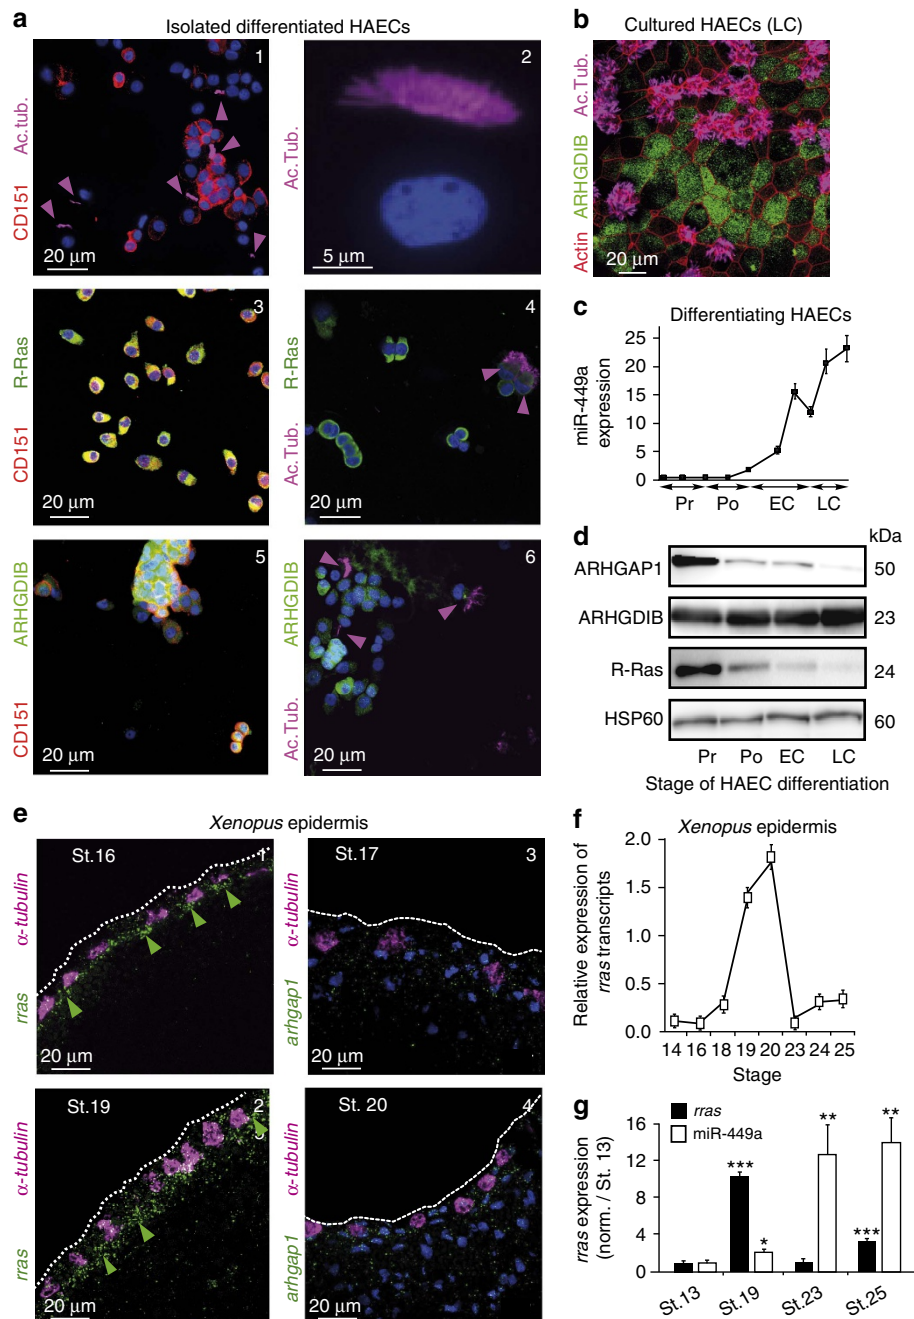 a
Isolated differentiated HAECs
1
CD151 Ac.tub.
20 µm
2
Ac.Tub.
5 µm
3
CD151 R-Ras
20 µm
4
Ac.Tub. R-Ras
20 µm
5
CD151 ARHGDIB
20 µm
6
Ac.Tub. ARHGDIB
20 µm
b
Cultured HAECs (LC)
Actin ARHGDIB Ac.Tub.
20 µm
c
Differentiating HAECs
miR-449a
expression
25
20
15
10
5
0
Pr Po EC LC
d
kDa
ARHGAP1 50
ARHGDIB 23
R-Ras 24
HSP60 60
Pr Po EC LC
Stage of HAEC differentiation
e
Xenopus epidermis
St.16
1
rras α-tubulin
20 µm
St.17
3
arhgap1 α-tubulin
20 µm
St.19
2
rras α-tubulin
20 µm
St. 20
4
arhgap1 α-tubulin
20 µm
f
Xenopus epidermis
Relative expression of
rras transcripts
2.0
1.5
1.0
0.5
0.0
14 16 18 19 20 23 24 25
Stage
g
rras
miR-449a
rras expression
(norm. / St. 13)
16
12
8
4
0
*** * ** *** **
St.13 St.19 St.23 St.25